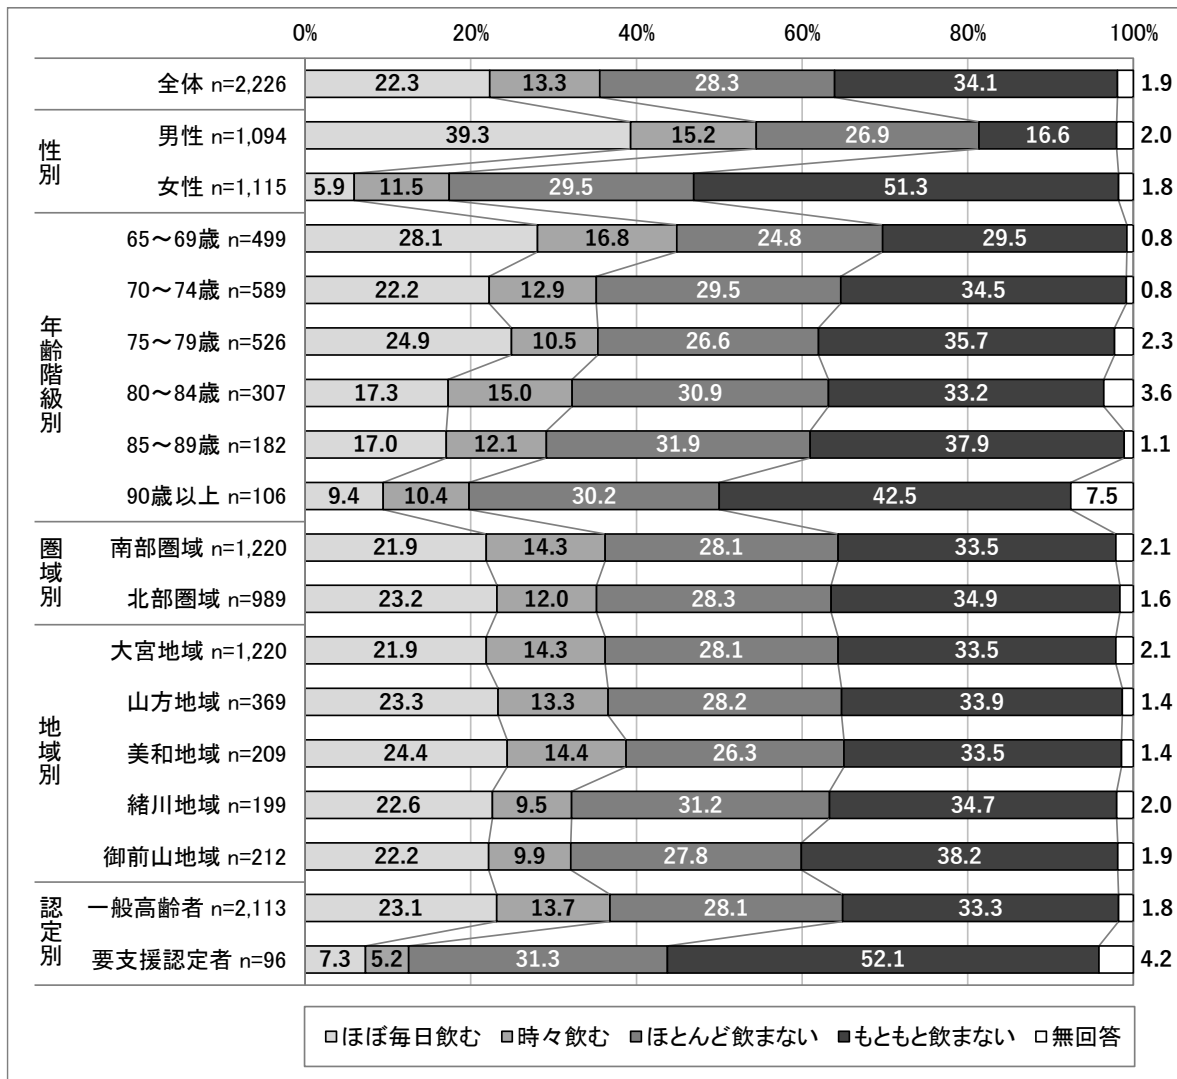 0% 20% 40% 60% 80% 100%
全体 n=2,226 22.3 13.3 28.3 34.1 1.9
性別
男性 n=1,094 39.3 15.2 26.9 16.6 2.0
女性 n=1,115 5.9 11.5 29.5 51.3 1.8
年齢階級別
65～69歳 n=499 28.1 16.8 24.8 29.5 0.8
70～74歳 n=589 22.2 12.9 29.5 34.5 0.8
75～79歳 n=526 24.9 10.5 26.6 35.7 2.3
80～84歳 n=307 17.3 15.0 30.9 33.2 3.6
85～89歳 n=182 17.0 12.1 31.9 37.9 1.1
90歳以上 n=106 9.4 10.4 30.2 42.5 7.5
圏域別
南部圏域 n=1,220 21.9 14.3 28.1 33.5 2.1
北部圏域 n=989 23.2 12.0 28.3 34.9 1.6
地域別
大宮地域 n=1,220 21.9 14.3 28.1 33.5 2.1
山方地域 n=369 23.3 13.3 28.2 33.9 1.4
美和地域 n=209 24.4 14.4 26.3 33.5 1.4
緒川地域 n=199 22.6 9.5 31.2 34.7 2.0
御前山地域 n=212 22.2 9.9 27.8 38.2 1.9
認定別
一般高齢者 n=2,113 23.1 13.7 28.1 33.3 1.8
要支援認定者 n=96 7.3 5.2 31.3 52.1 4.2
ほぼ毎日飲む 時々飲む ほとんど飲まない もともと飲まない 無回答